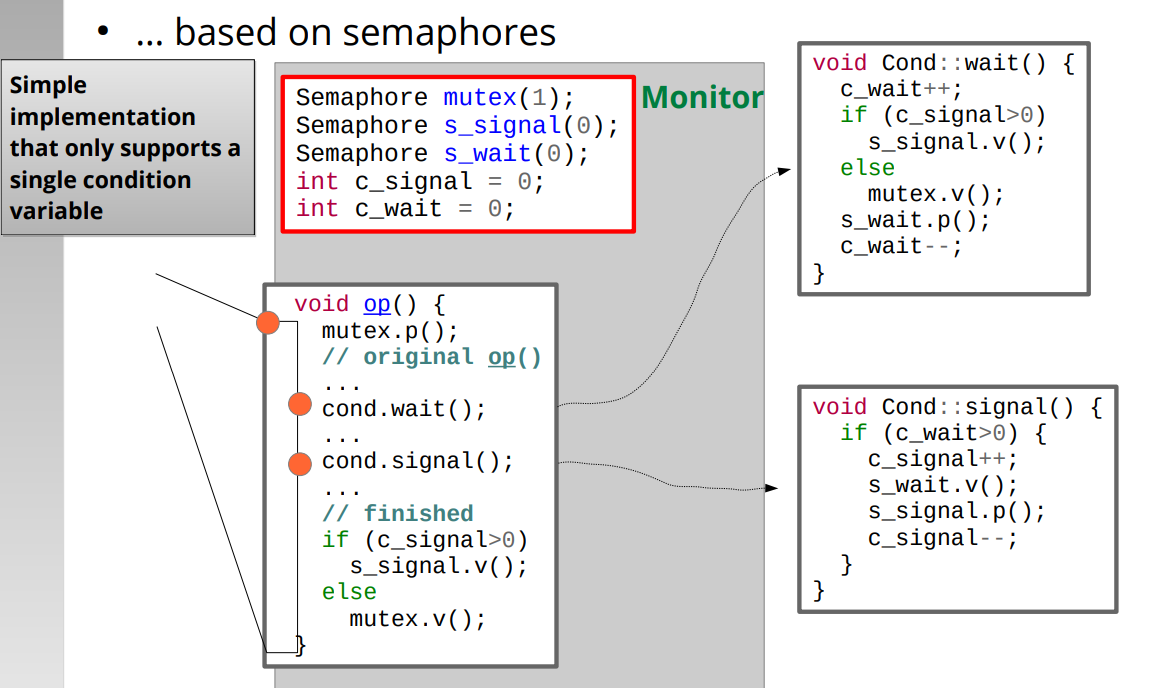 • ... based on semaphores
Simple
implementation
that only supports a
single condition
variable
Monitor
Semaphore mutex(1);
Semaphore s_signal(0);
Semaphore s_wait(0);
int c_signal = 0;
int c_wait = 0;
void op() {
  mutex.p();
  // original op()
  ...
  cond.wait();
  ...
  cond.signal();
  ...
  // finished
  if (c_signal>0)
    s_signal.v();
  else
    mutex.v();
}
void Cond::wait() {
  c_wait++;
  if (c_signal>0)
    s_signal.v();
  else
    mutex.v();
  s_wait.p();
  c_wait--;
}
void Cond::signal() {
  if (c_wait>0) {
    c_signal++;
    s_wait.v();
    s_signal.p();
    c_signal--;
  }
}